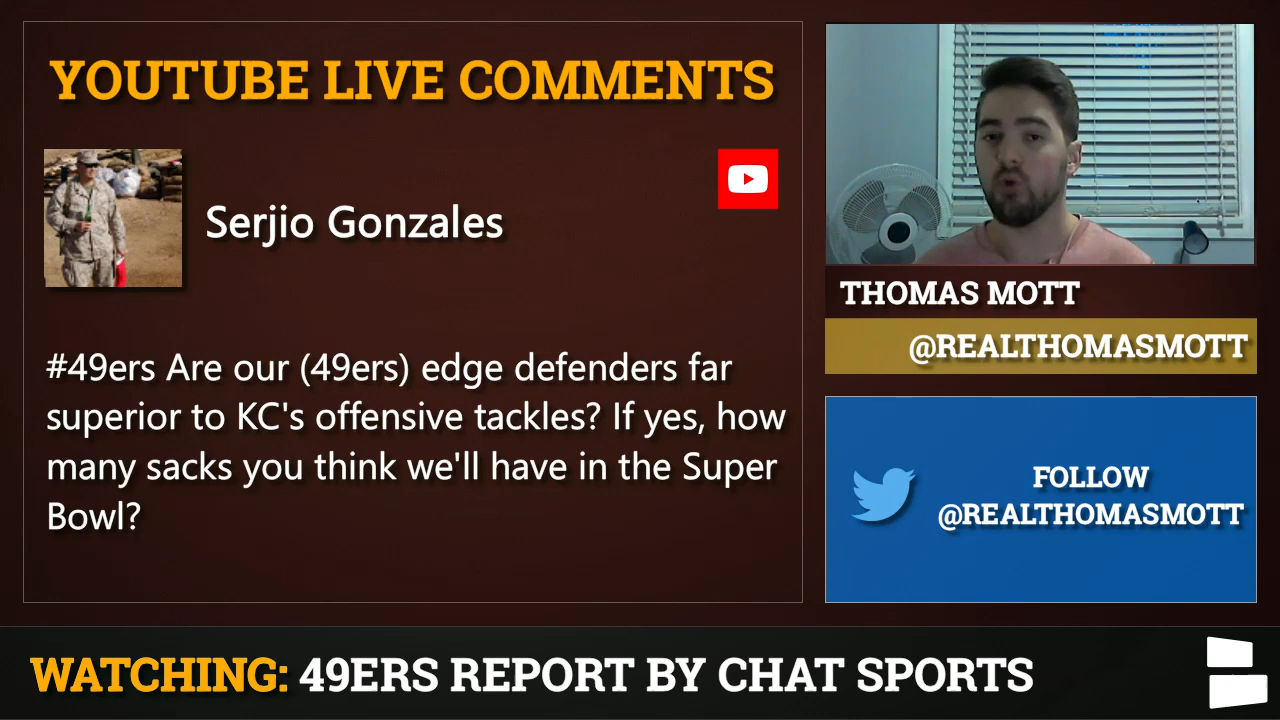 YOUTUBE LIVE COMMENTS
Serjio Gonzales
#49ers Are our (49ers) edge defenders far
superior to KC's offensive tackles? If yes, how
many sacks you think we'll have in the Super
Bowl?
THOMAS MOTT
@REALTHOMASMOTT
FOLLOW
@REALTHOMASMOTT
WATCHING: 49ERS REPORT BY CHAT SPORTS